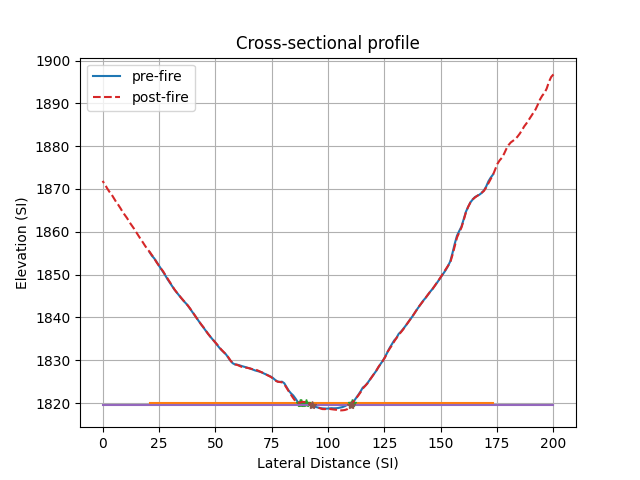 Cross-sectional profile
pre-fire
post-fire
Elevation (SI)
1900
1890
1880
1870
1860
1850
1840
1830
1820
0 25 50 75 100 125 150 175 200
Lateral Distance (SI)